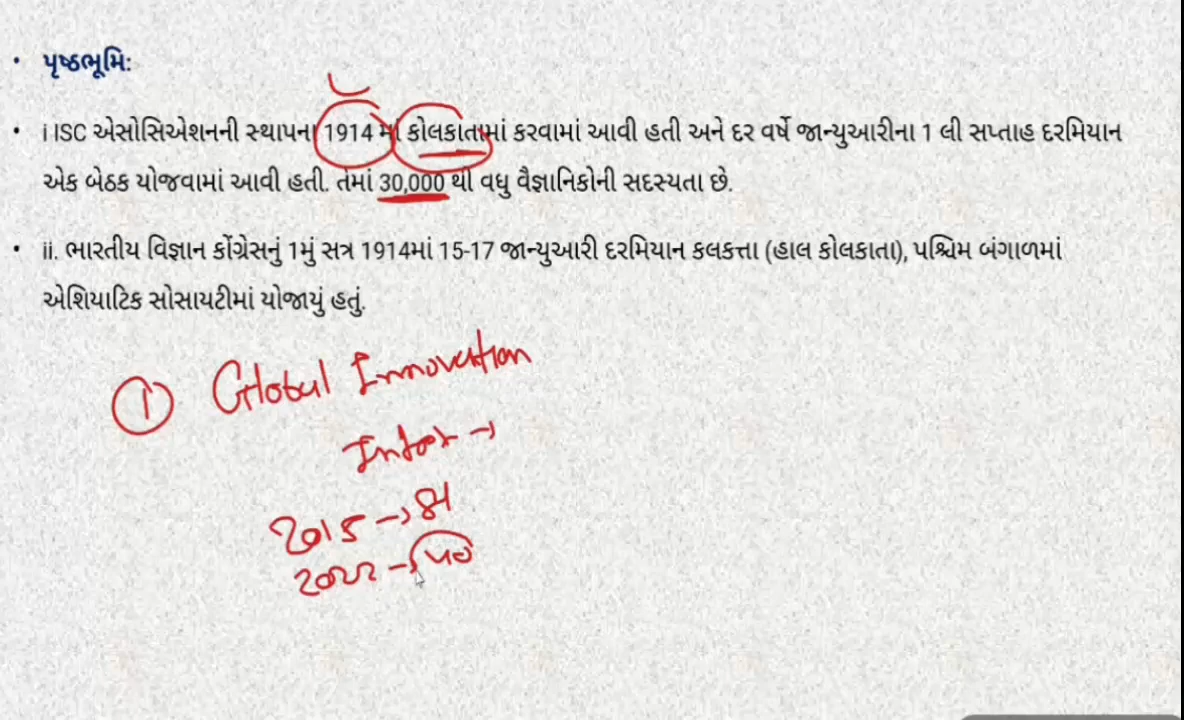 • પૃષ્ઠભૂમિ:
• i ISC એસોસિએશનની સ્થાપના 1914 માં કોલકાતામાં કરવામાં આવી હતી અને દર વર્ષે જાન્યુઆરીના 1 લી સપ્તાહ દરમિયાન
એક બેઠક યોજવામાં આવી હતી. તેમાં 30,000 થી વધુ વૈજ્ઞાનિકોની સદસ્યતા છે.
• ii. ભારતીય વિજ્ઞાન કોંગ્રેસનું 1મું સત્ર 1914માં 15-17 જાન્યુઆરી દરમિયાન કલકત્તા (હાલ કોલકાતા), પશ્ચિમ બંગાળમાં
એશિયાટિક સોસાયટીમાં યોજાયું હતું.
① Global Innovation
2015 → 81
2022 →